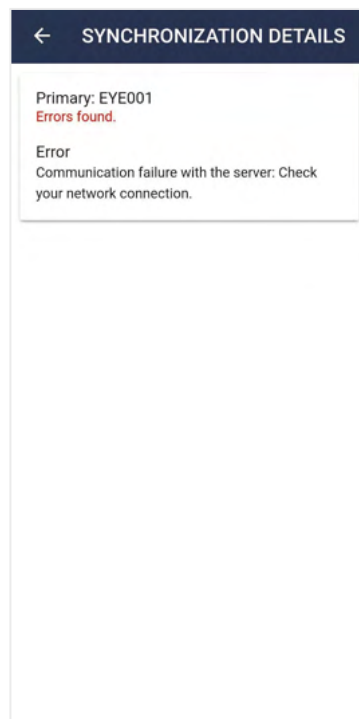 SYNCHRONIZATION DETAILS
Primary: EYE001
Errors found.
Error
Communication failure with the server: Check
your network connection.